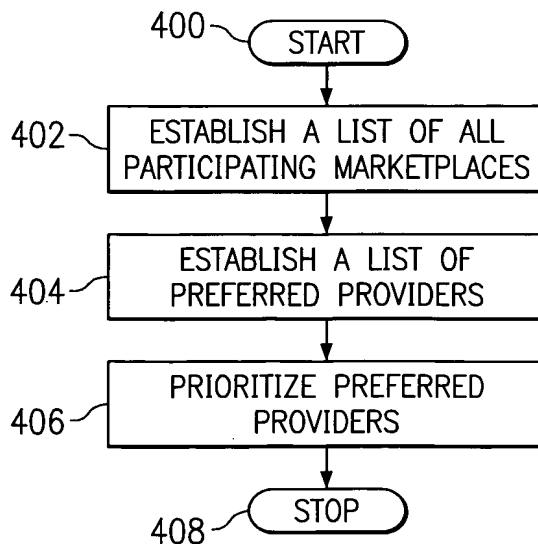 400
START
402
ESTABLISH A LIST OF ALL
PARTICIPATING MARKETPLACES
404
ESTABLISH A LIST OF
PREFERRED PROVIDERS
406
PRIORITIZE PREFERRED
PROVIDERS
408
STOP